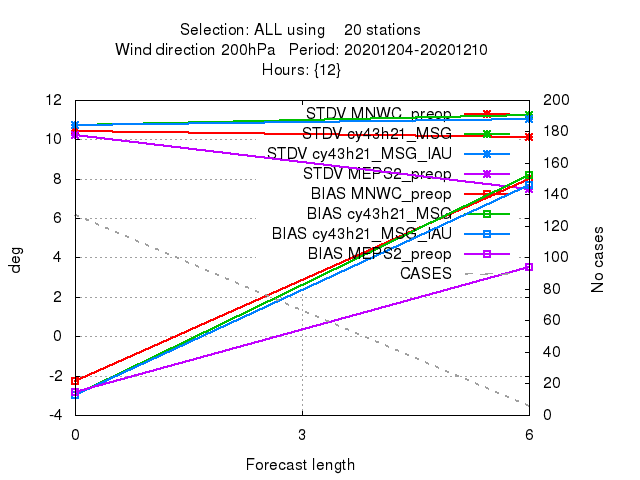 Selection: ALL using 20 stations
Wind direction 200hPa Period: 20201204-20201210
Hours: {12}
12
10
8
6
4
2
0
-2
-4
deg
200
180
160
140
120
100
80
60
40
20
0
No cases
STDV MNWC_preop
STDV cy43h21_MSG
STDV cy43h21_MSG_IAU
STDV MEPS2_preop
BIAS MNWC_preop
BIAS cy43h21_MSG
BIAS cy43h21_MSG_IAU
BIAS MEPS2_preop
CASES
0 3 6
Forecast length